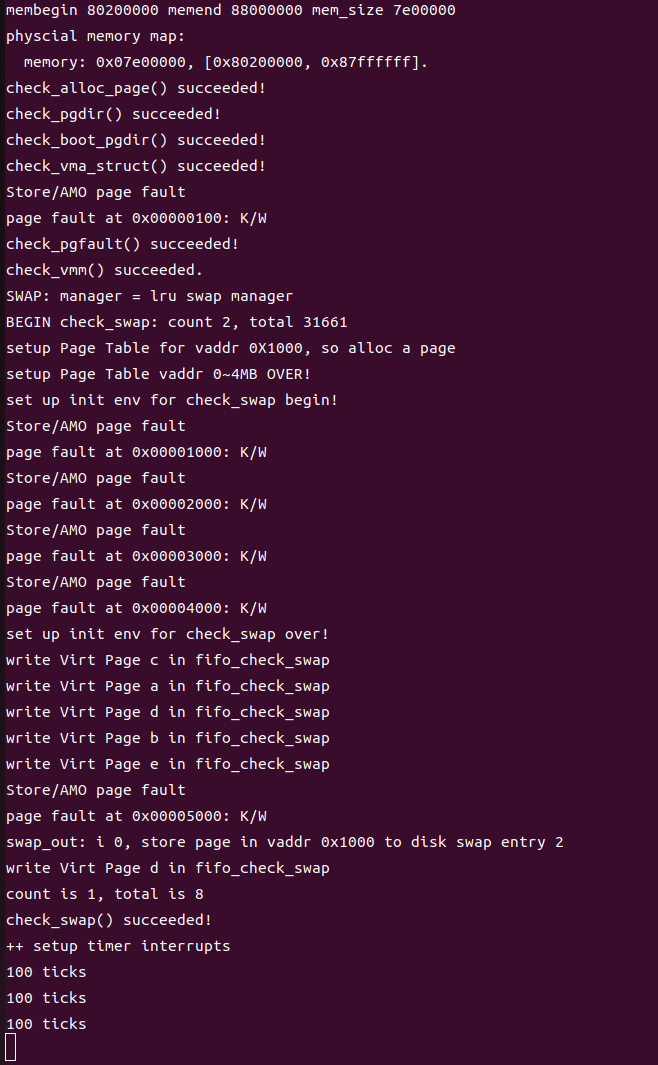 membegin 80200000 memend 88000000 mem_size 7e00000
physcial memory map:
  memory: 0x07e00000, [0x80200000, 0x87ffffff].
check_alloc_page() succeeded!
check_pgdir() succeeded!
check_boot_pgdir() succeeded!
check_vma_struct() succeeded!
Store/AMO page fault
page fault at 0x00000100: K/W
check_pgfault() succeeded!
check_vmm() succeeded.
SWAP: manager = lru swap manager
BEGIN check_swap: count 2, total 31661
setup Page Table for vaddr 0X1000, so alloc a page
setup Page Table vaddr 0~4MB OVER!
set up init env for check_swap begin!
Store/AMO page fault
page fault at 0x00001000: K/W
Store/AMO page fault
page fault at 0x00002000: K/W
Store/AMO page fault
page fault at 0x00003000: K/W
Store/AMO page fault
page fault at 0x00004000: K/W
set up init env for check_swap over!
write Virt Page c in fifo_check_swap
write Virt Page a in fifo_check_swap
write Virt Page d in fifo_check_swap
write Virt Page b in fifo_check_swap
write Virt Page e in fifo_check_swap
Store/AMO page fault
page fault at 0x00005000: K/W
swap_out: i 0, store page in vaddr 0x1000 to disk swap entry 2
write Virt Page d in fifo_check_swap
count is 1, total is 8
check_swap() succeeded!
++ setup timer interrupts
100 ticks
100 ticks
100 ticks